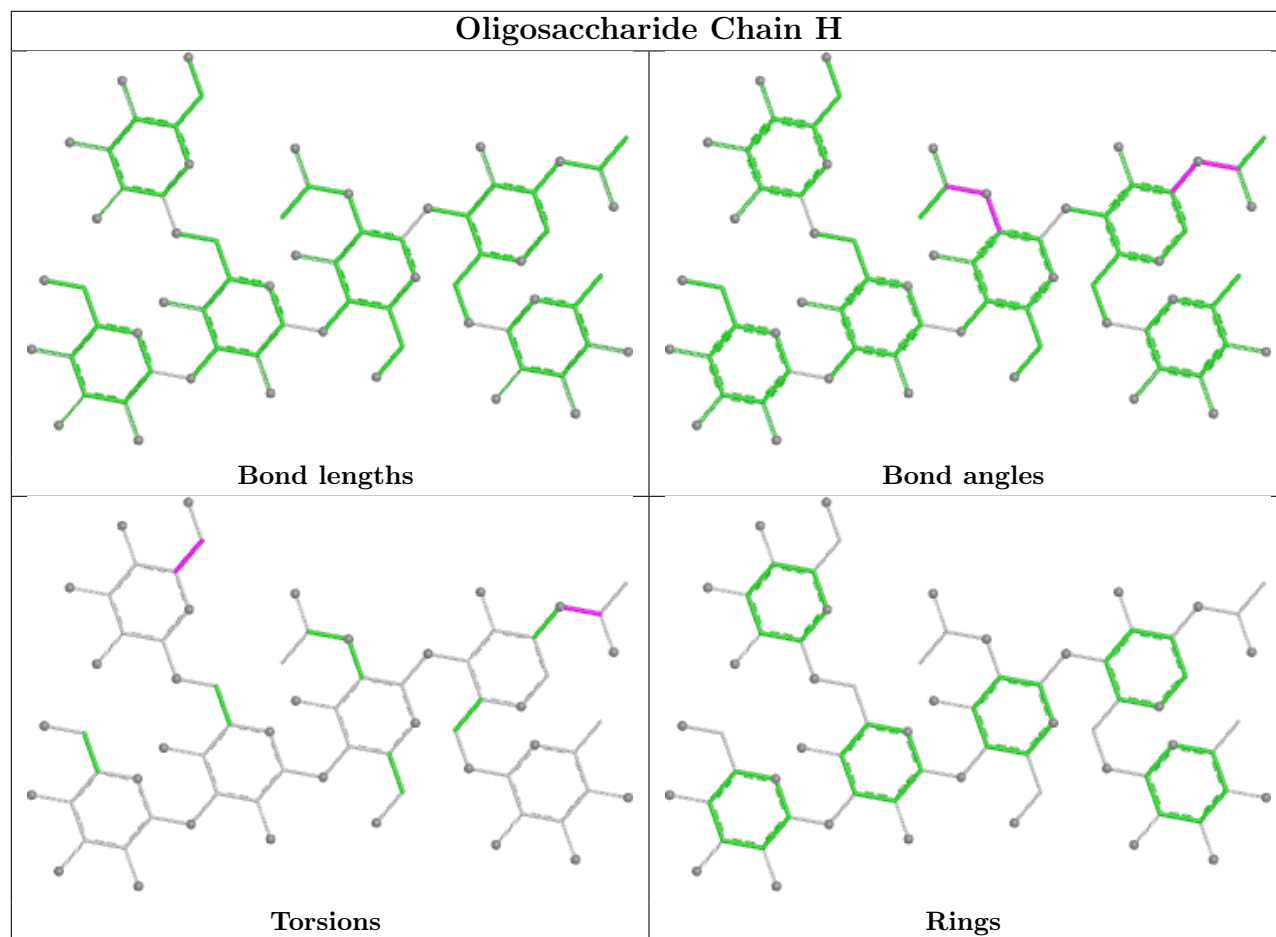 Oligosaccharide Chain H
Bond lengths
Bond angles
Torsions
Rings